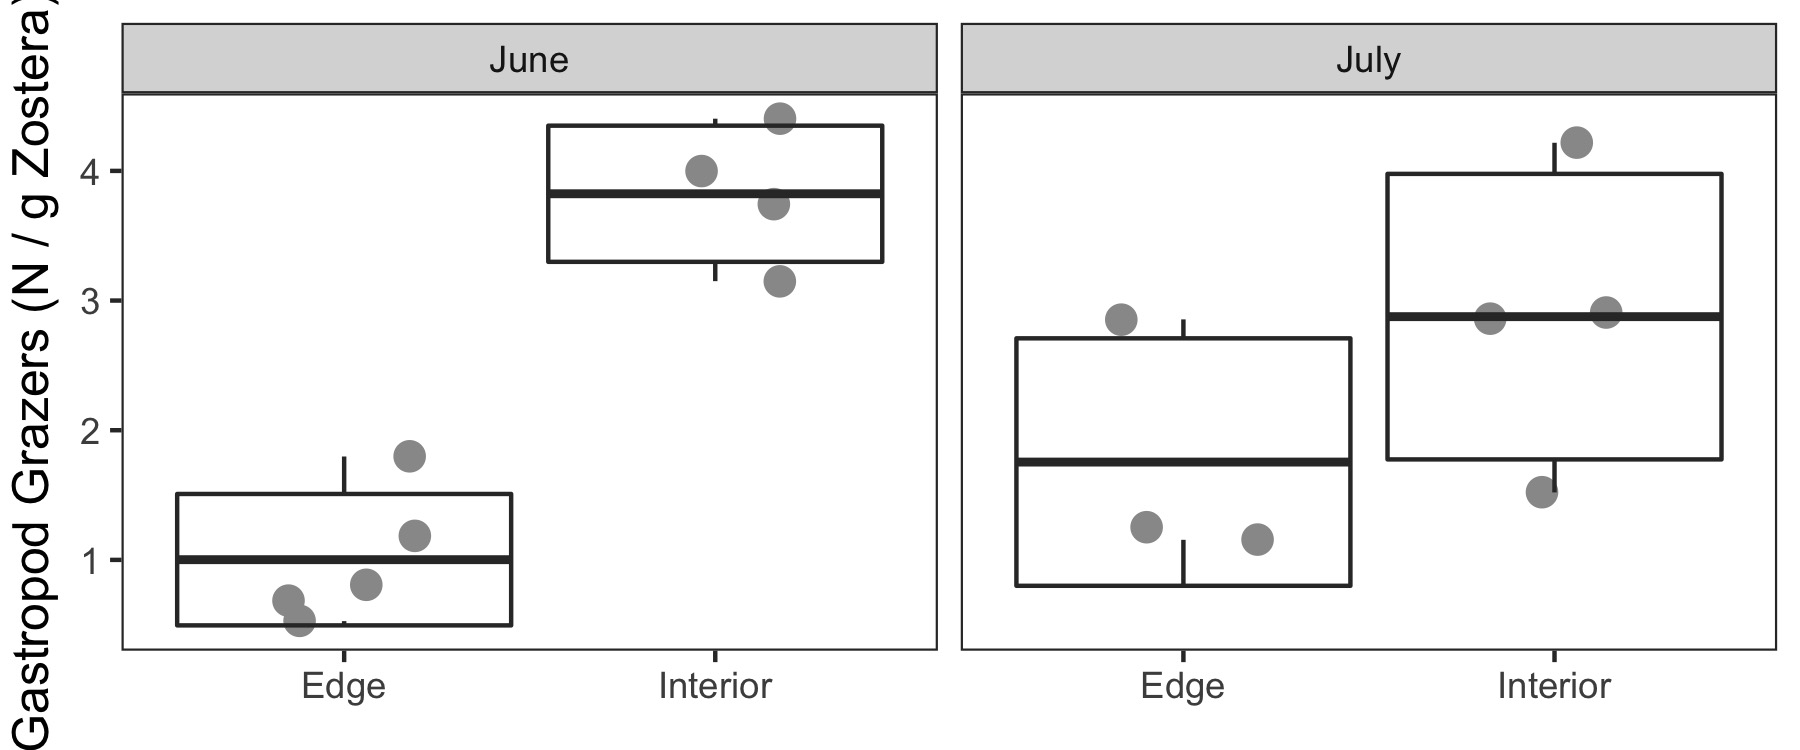 Gastropod Grazers (N / g Zostera)
June
July
4
3
2
1
Edge
Interior
Edge
Interior